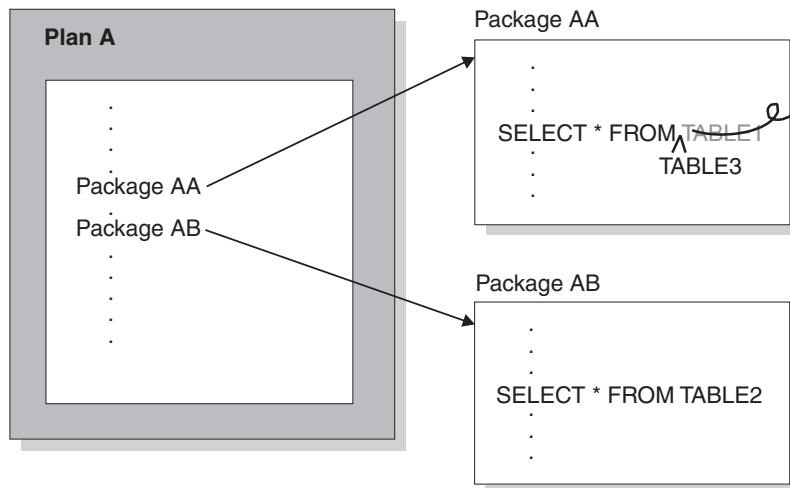 Plan A
Package AA
Package AB
Package AA
SELECT * FROM TABLE1
TABLE3
Package AB
SELECT * FROM TABLE2